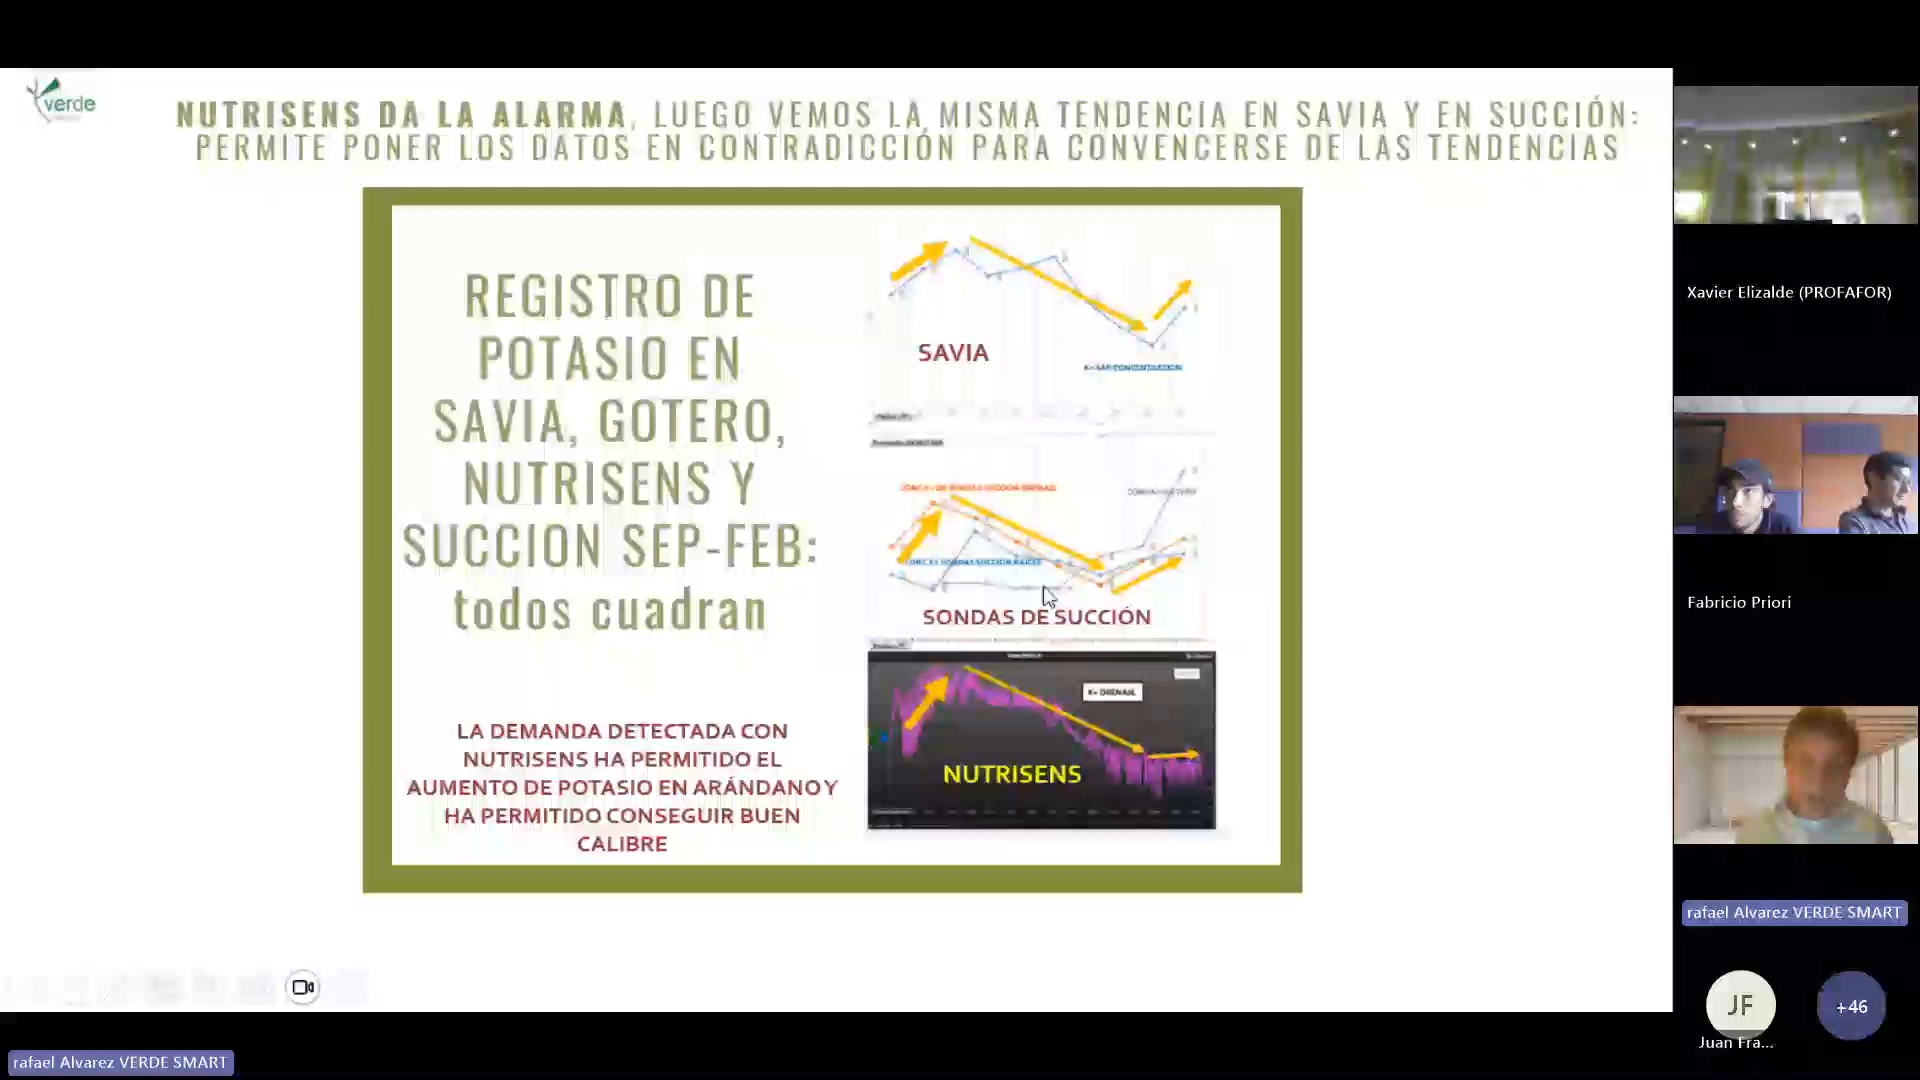 verde
NUTRISENS DA LA ALARMA, LUEGO VEMOS LA MISMA TENDENCIA EN SAVIA Y EN SUCCIÓN:
PERMITE PONER LOS DATOS EN CONTRADICCIÓN PARA CONVENCERSE DE LAS TENDENCIAS
REGISTRO DE
POTASIO EN
SAVIA, GOTERO,
NUTRISENS Y
SUCCION SEP-FEB:
todos cuadran
LA DEMANDA DETECTADA CON
NUTRISENS HA PERMITIDO EL
AUMENTO DE POTASIO EN ARÁNDANO Y
HA PERMITIDO CONSEGUIR BUEN
CALIBRE
SAVIA
K+ SAP CONCENTRACION
SONDAS DE SUCCIÓN
K+ DRENAJE
NUTRISENS
Xavier Elizalde (PROFAFOR)
Fabricio Priori
rafael Alvarez VERDE SMART
JF
Juan Fra...
+46
rafael Alvarez VERDE SMART